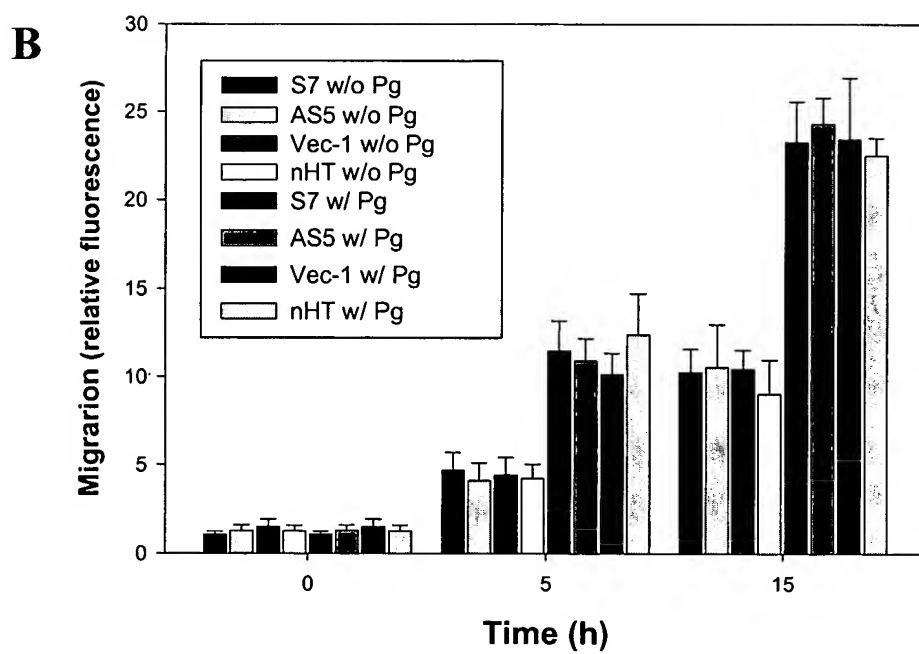 B
Migrarion (relative fluorescence)
30
25
20
15
10
5
0
S7 w/o Pg
AS5 w/o Pg
Vec-1 w/o Pg
nHT w/o Pg
S7 w/ Pg
AS5 w/ Pg
Vec-1 w/ Pg
nHT w/ Pg
0
5
15
Time (h)